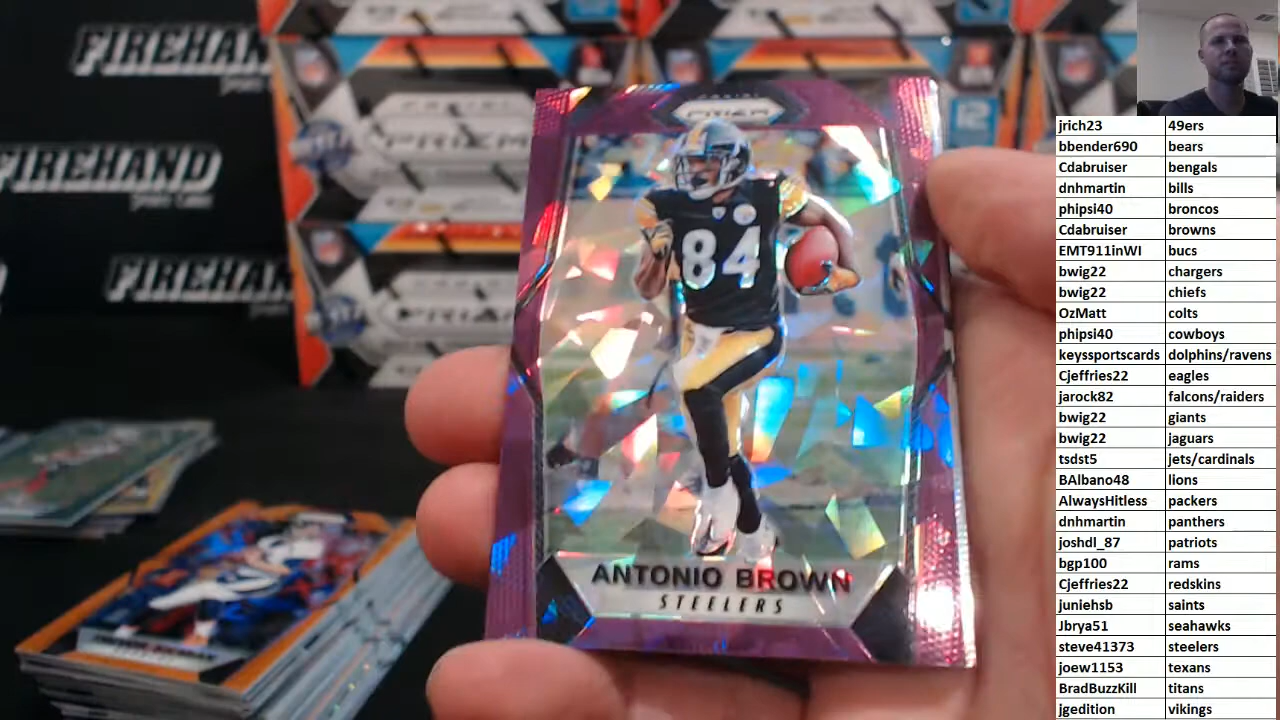 FIREHAND
FIREHAND
FIREHAND
PRIZM
PRIZM
84
ANTONIO BROWN
STEELERS
jrich23 49ers
bbender690 bears
Cdabruiser bengals
dnhmartin bills
phipsi40 broncos
Cdabruiser browns
EMT911inWI bucs
bwig22 chargers
bwig22 chiefs
OzMatt colts
phipsi40 cowboys
keyssportscards dolphins/ravens
Cjeffries22 eagles
jarock82 falcons/raiders
bwig22 giants
bwig22 jaguars
tsdst5 jets/cardinals
BAlbano48 lions
AlwaysHitless packers
dnhmartin panthers
joshdl_87 patriots
bgp100 rams
Cjeffries22 redskins
juniehsb saints
Jbrya51 seahawks
steve41373 steelers
joew1153 texans
BradBuzzKill titans
jgedition vikings